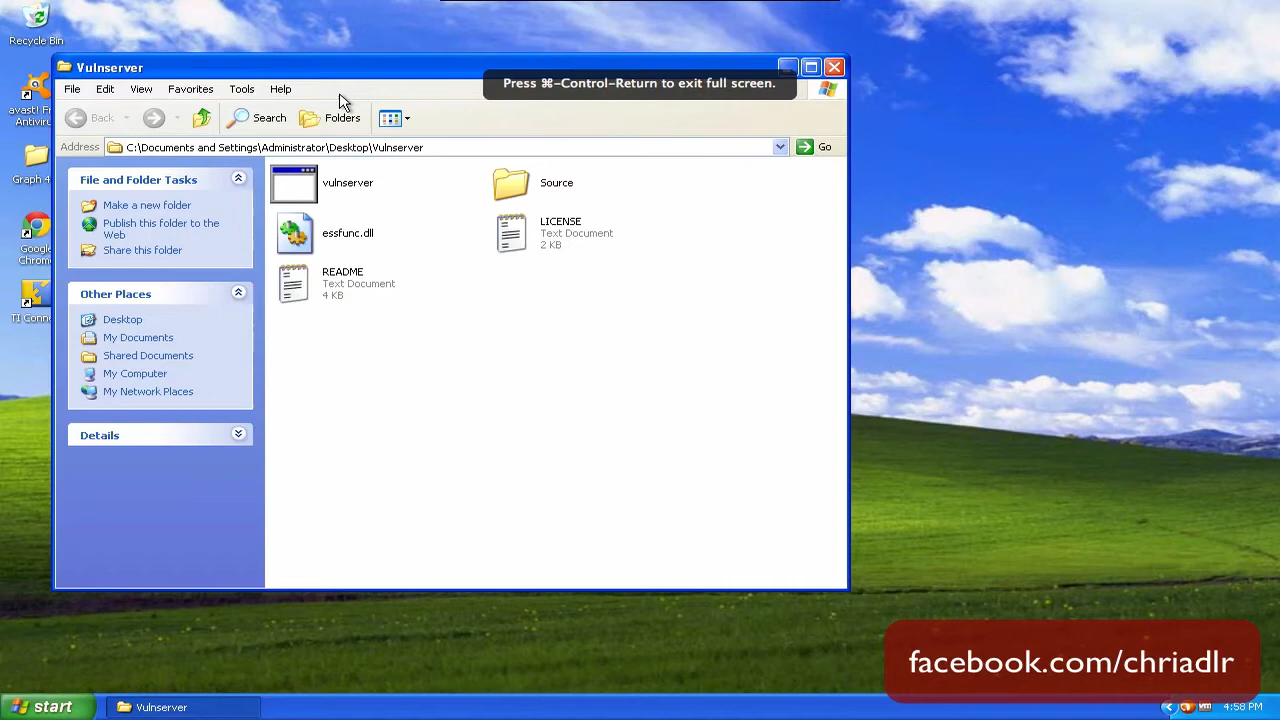 Recycle Bin
avast! Fr
Antiviru
Graph 4.
Google
Chrom
TI Conne
Vulnserver
Press ⌘-Control-Return to exit full screen.
File Edit View Favorites Tools Help
Back Search Folders
Address C:\Documents and Settings\Administrator\Desktop\Vulnserver Go
File and Folder Tasks
Make a new folder
Publish this folder to the
Web
Share this folder
Other Places
Desktop
My Documents
Shared Documents
My Computer
My Network Places
Details
vulnserver
Source
essfunc.dll
LICENSE
Text Document
2 KB
README
Text Document
4 KB
facebook.com/chriadlr
start Vulnserver 4:58 PM